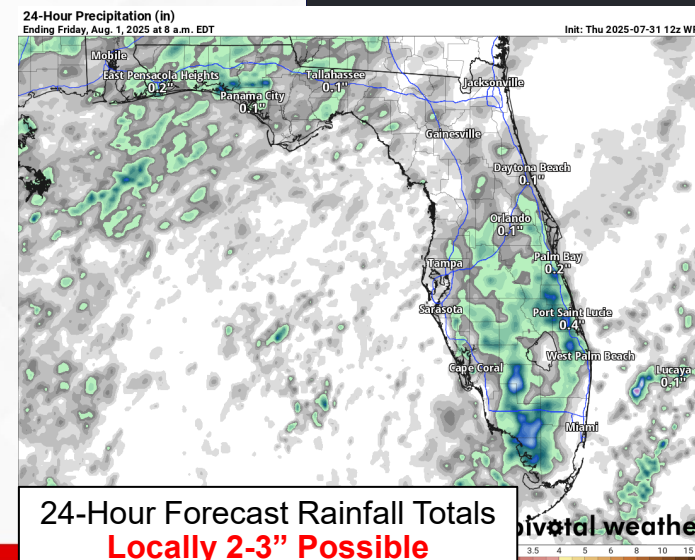 24-Hour Precipitation (in)
Ending Friday, Aug. 1, 2025 at 8 a.m. EDT
Init: Thu 2025-07-31 12z WP
Mobile
East Pensacola Heights
0.2"
Panama City
0.1"
Tallahassee
0.1"
Jacksonville
Gainesville
Daytona Beach
0.1"
Orlando
0.1"
Tampa
Palm Bay
0.2"
Sarasota
Port Saint Lucie
0.4"
West Palm Beach
Cape Coral
Lucaya
0.1"
Miami
24-Hour Forecast Rainfall Totals
Locally 2-3” Possible
pivotal weathe
3.5 4 5 6 8 10 15